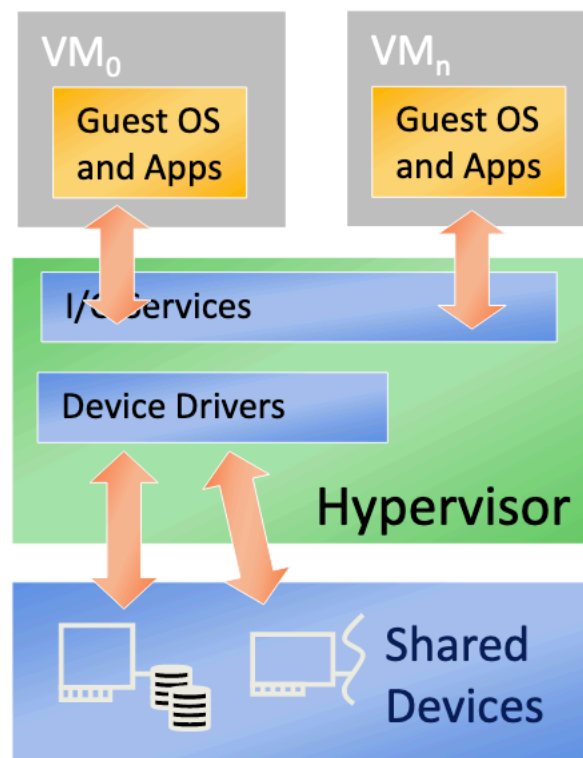 VM0
VMn
Guest OS
and Apps
Guest OS
and Apps
I/O Services
Device Drivers
Hypervisor
Shared
Devices